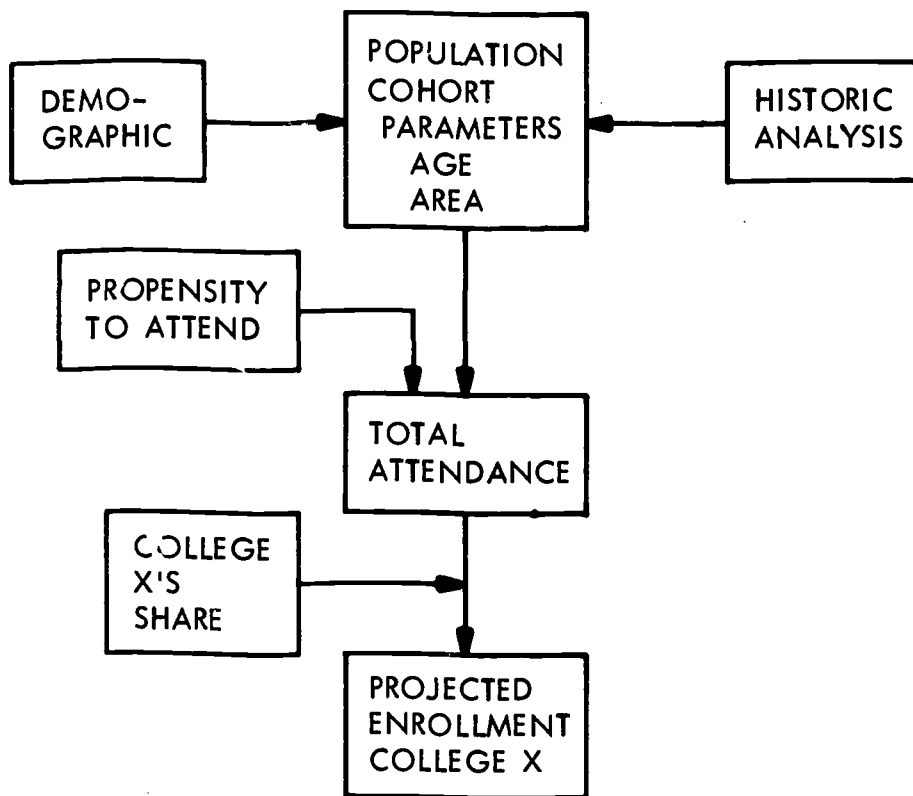 DEMO-
GRAPHIC
POPULATION
COHORT
PARAMETERS
AGE
AREA
HISTORIC
ANALYSIS
PROPENSITY
TO ATTEND
TOTAL
ATTENDANCE
COLLEGE
X'S
SHARE
PROJECTED
ENROLLMENT
COLLEGE X